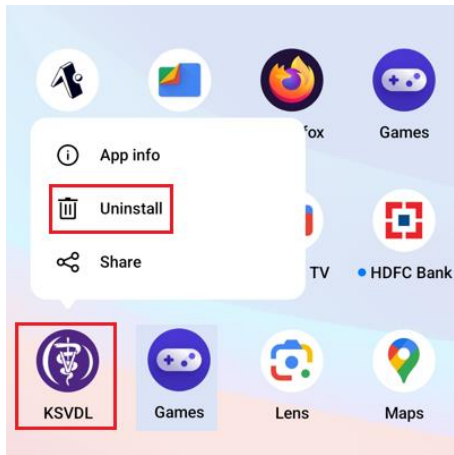 fox
Games
App info
Uninstall
Share
TV
HDFC Bank
KSVDL
Games
Lens
Maps